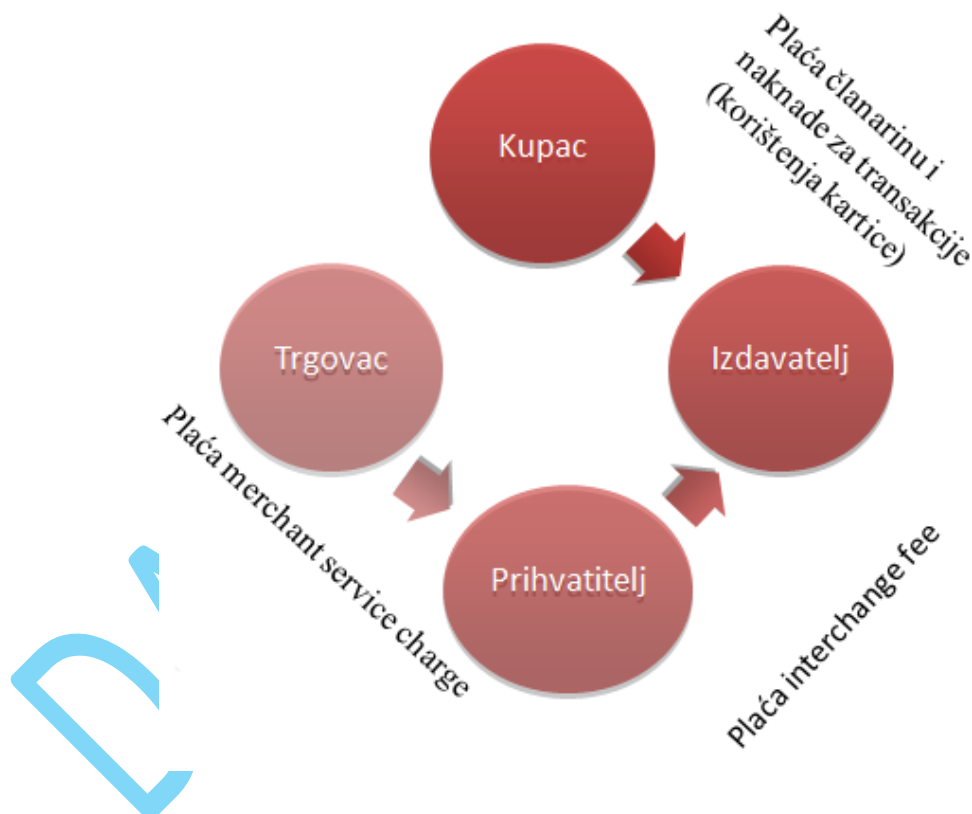 Plaća članarinu i
naknade za transakcije
(korištenja kartice)
Kupac
Trgovac
Izdavatelj
Plaća merchant service charge
Prihvatitelj
Plaća interchange fee